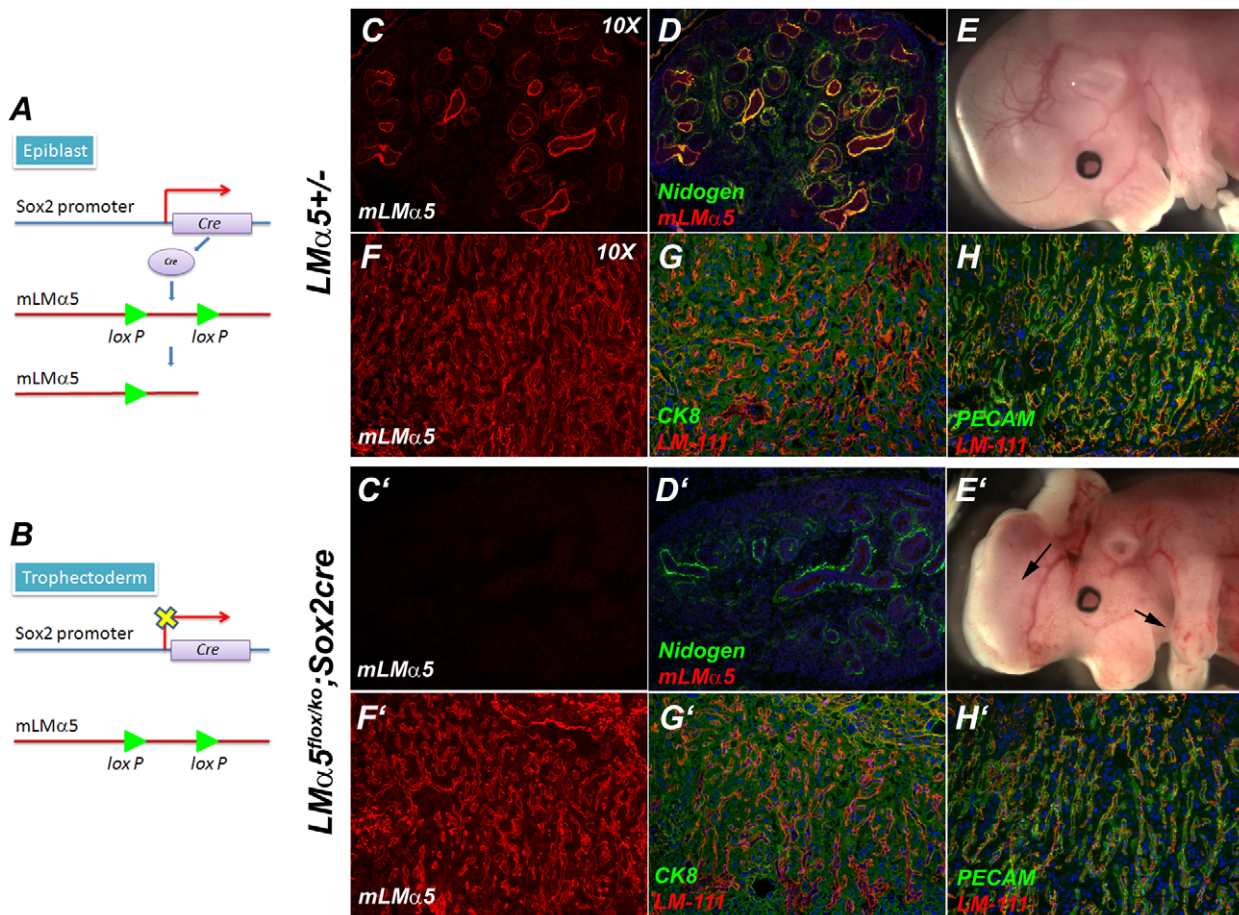 A
Epiblast
Sox2 promoter
Cre
Cre
mLMα5
lox P lox P
mLMα5
B
Trophectoderm
Sox2 promoter
Cre
mLMα5
lox P lox P
LMα5+/-
C 10X
mLMα5
D
Nidogen
mLMα5
E
F 10X
mLMα5
G
CK8
LM-111
H
PECAM
LM-111
LMα5flox/ko;Sox2cre
C'
mLMα5
D'
Nidogen
mLMα5
E'
F'
mLMα5
G'
CK8
LM-111
H'
PECAM
LM-111